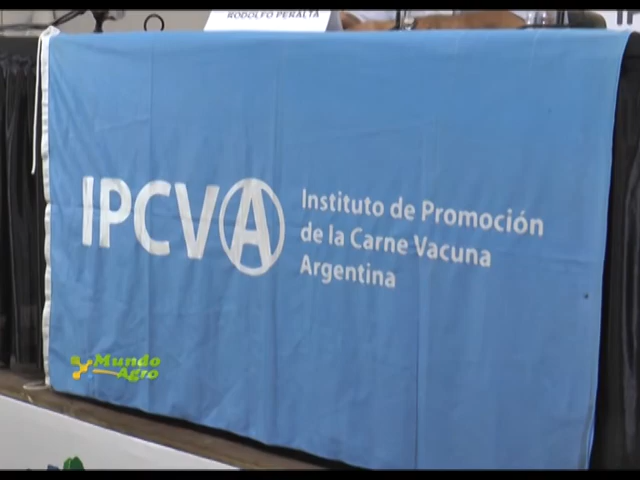 RODOLFO PERALTA
IPCVA
Instituto de Promoción
de la Carne Vacuna
Argentina
Mundo
Agro